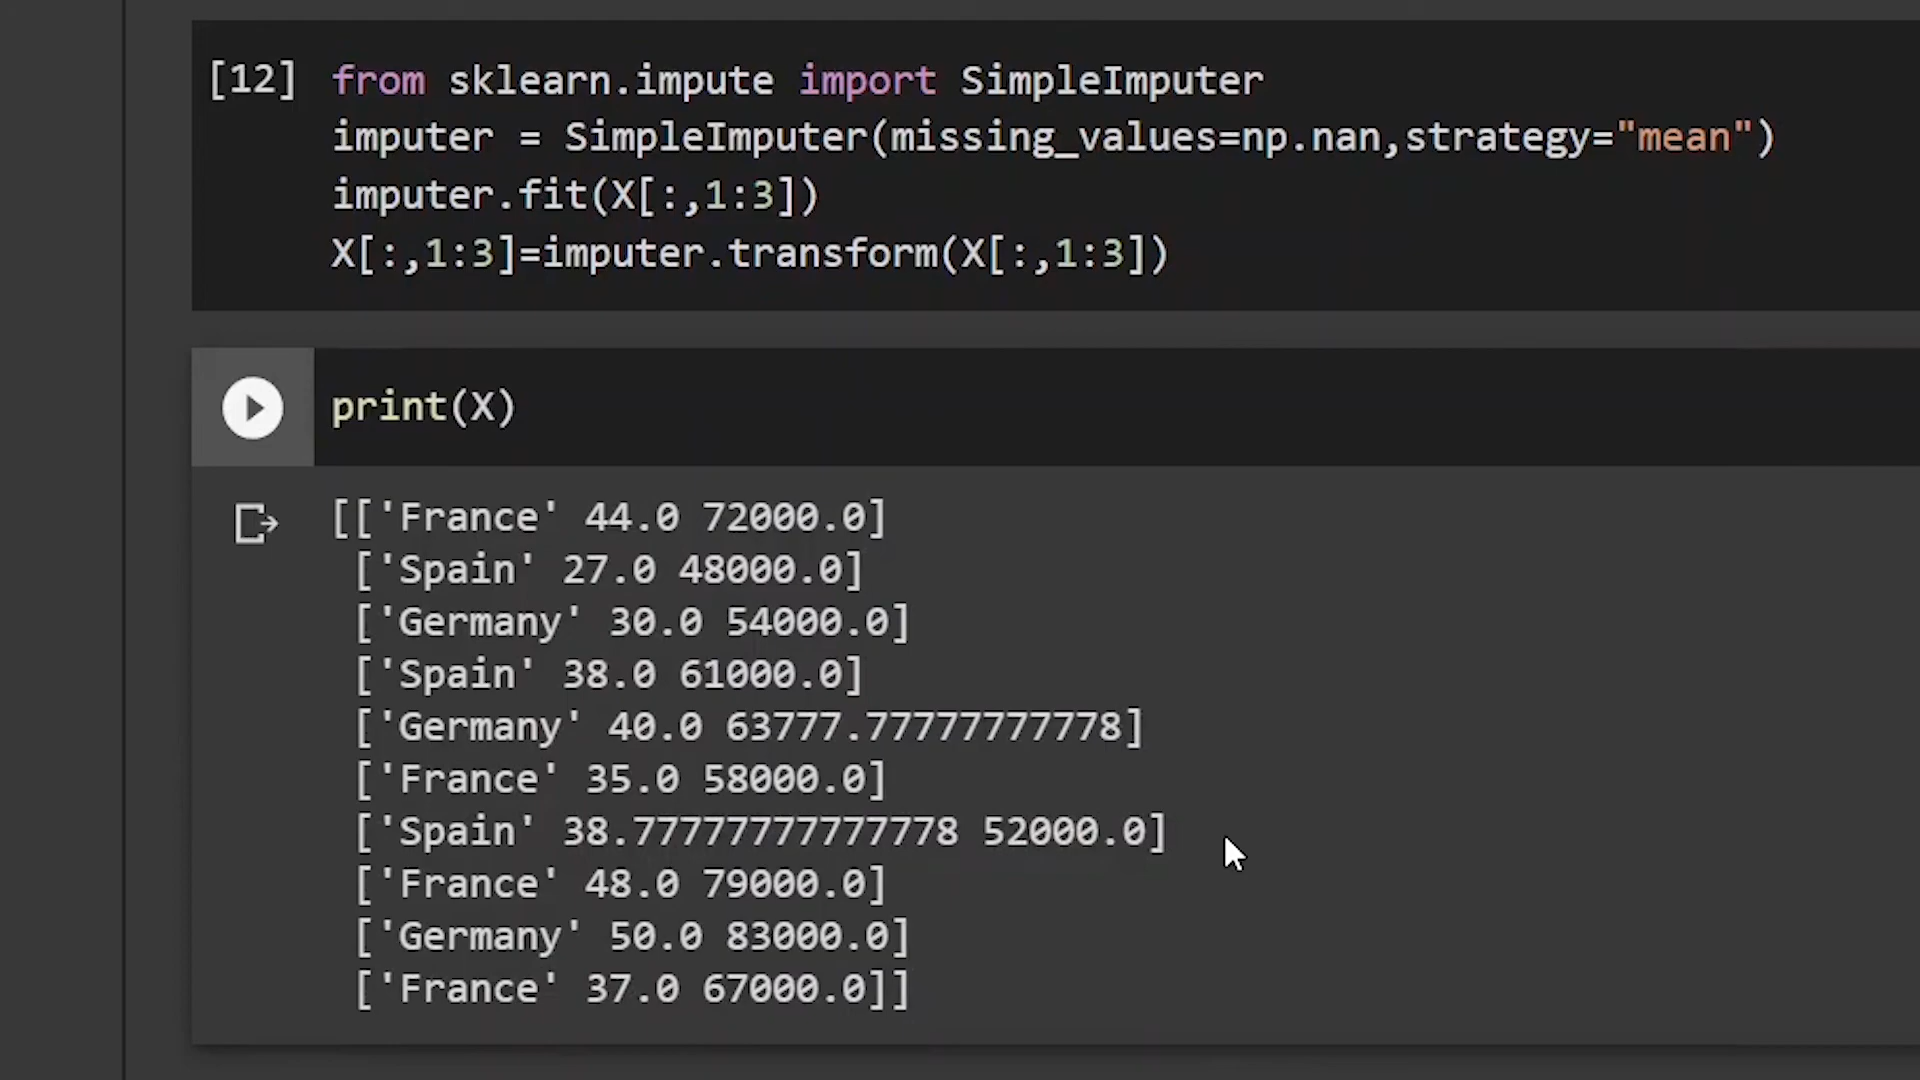 [12] from sklearn.impute import SimpleImputer
imputer = SimpleImputer(missing_values=np.nan,strategy="mean")
imputer.fit(X[:,1:3])
X[:,1:3]=imputer.transform(X[:,1:3])
print(X)
[['France' 44.0 72000.0]
['Spain' 27.0 48000.0]
['Germany' 30.0 54000.0]
['Spain' 38.0 61000.0]
['Germany' 40.0 63777.77777777778]
['France' 35.0 58000.0]
['Spain' 38.77777777777778 52000.0]
['France' 48.0 79000.0]
['Germany' 50.0 83000.0]
['France' 37.0 67000.0]]